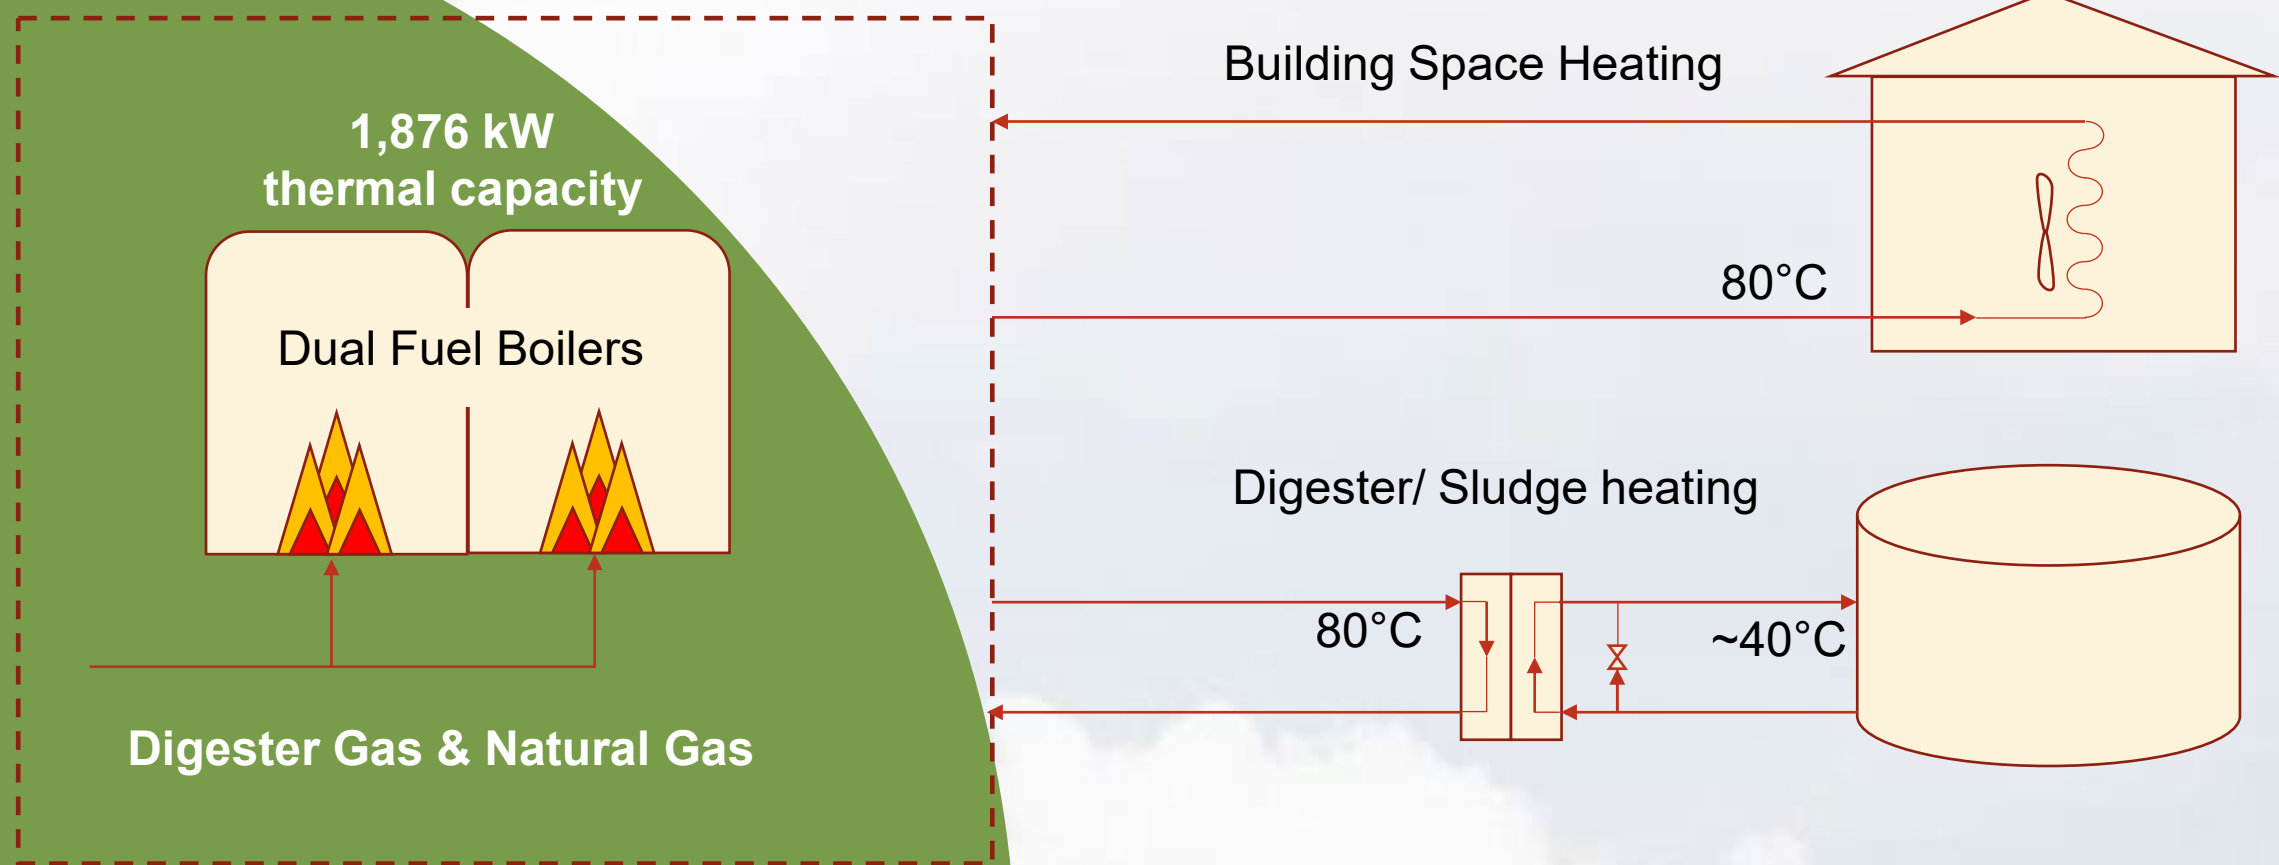 1,876 kW
thermal capacity
Dual Fuel Boilers
Digester Gas & Natural Gas
Building Space Heating
80°C
Digester/ Sludge heating
80°C
~40°C